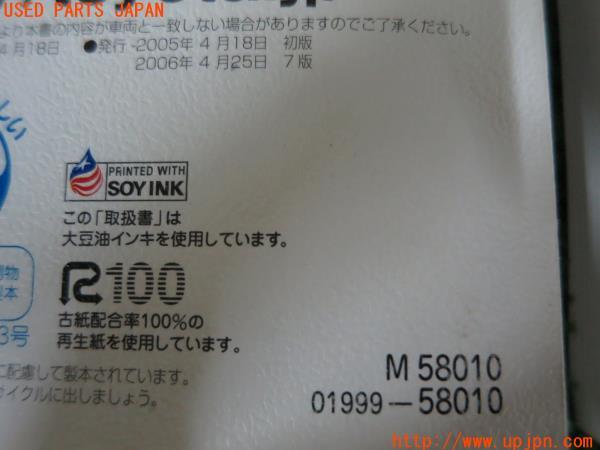 USED PARTS JAPAN
より本書の内容が車両と一致しない場合がありますのでご了承ください。
4月18日
●発行-2005年4月18日 初版
2006年4月25日 7版
しい
PRINTED WITH
SOY INK
この「取扱書」は
大豆油インキを使用しています。
R100
古紙配合率100%の
再生紙を使用しています。
製本
3号
に配慮して製本されています。
サイクルに出しましょう。
M 58010
01999-58010
http://www.upjpn.com/